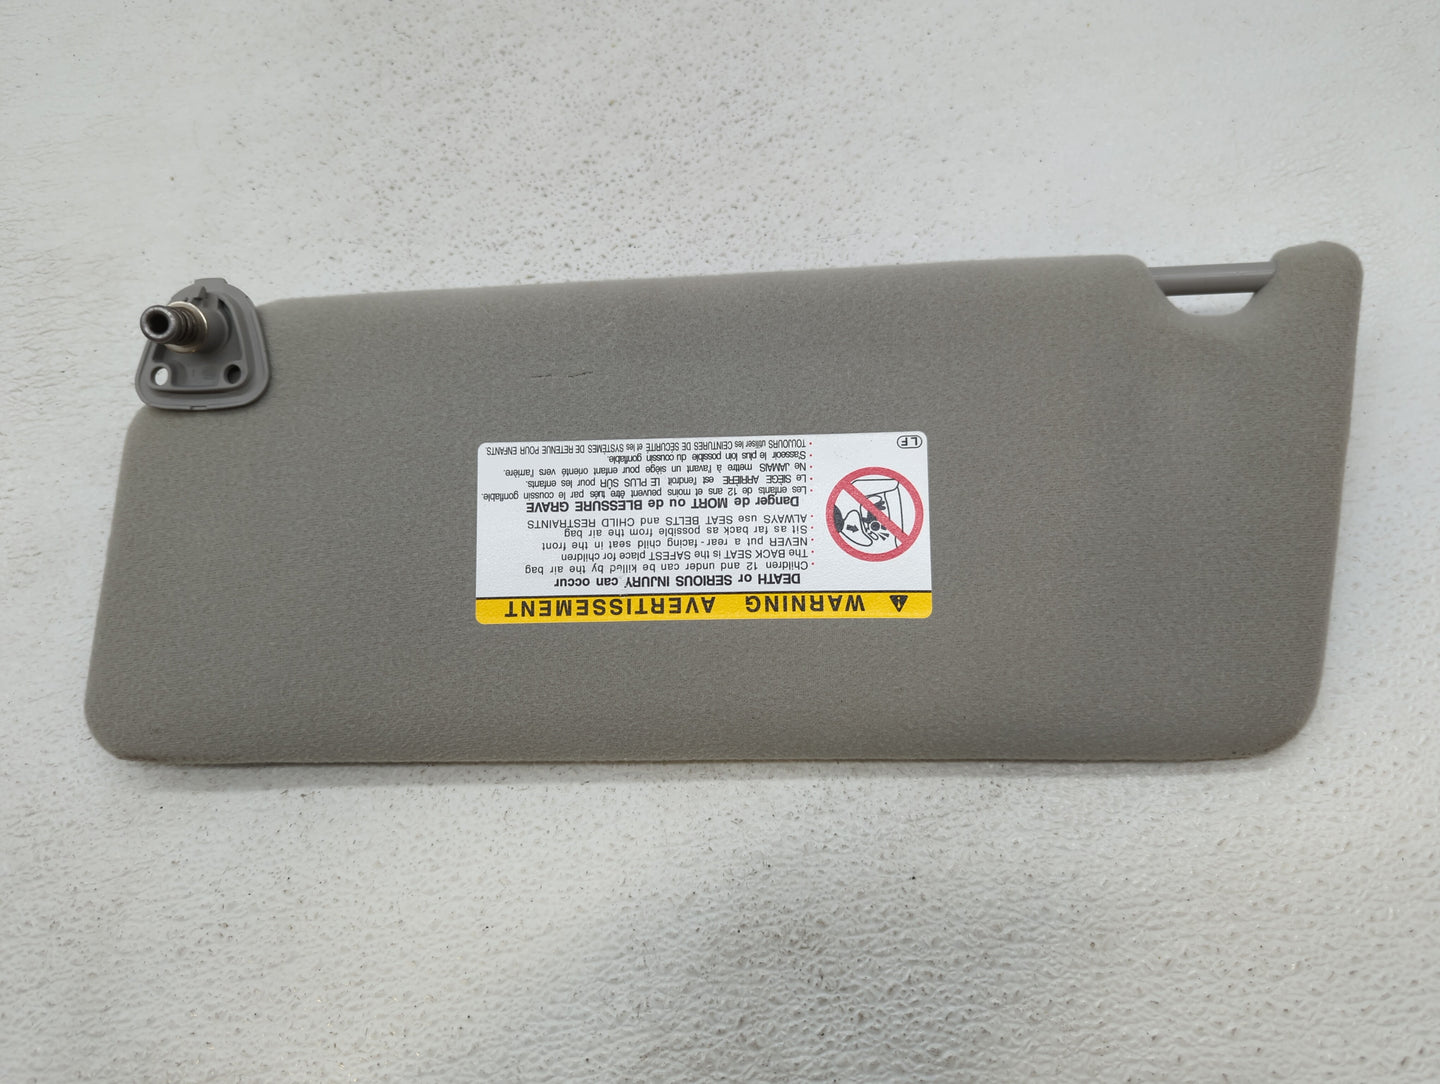 WARNING AVERTISSEMENT
DEATH or SERIOUS INJURY can occur
· Children 12 and under can be killed by the air bag
· The BACK SEAT is the SAFEST place for children
· NEVER put a rear-facing child seat in the front
· Sit as far back as possible from the air bag
· ALWAYS use SEAT BELTS and CHILD RESTRAINTS
Danger de MORT ou de BLESSURE GRAVE
· Les enfants de 12 ans et moins peuvent être tués par le coussin gonflable.
· Le SIÈGE ARRIÈRE est l'endroit LE PLUS SÛR pour les enfants.
· Ne JAMAIS mettre à l'avant un siège pour enfant orienté vers l'arrière.
· S'asseoir le plus loin possible du coussin gonflable.
· TOUJOURS utiliser les CEINTURES DE SÉCURITÉ et les SYSTÈMES DE RETENUE POUR ENFANTS.
LF